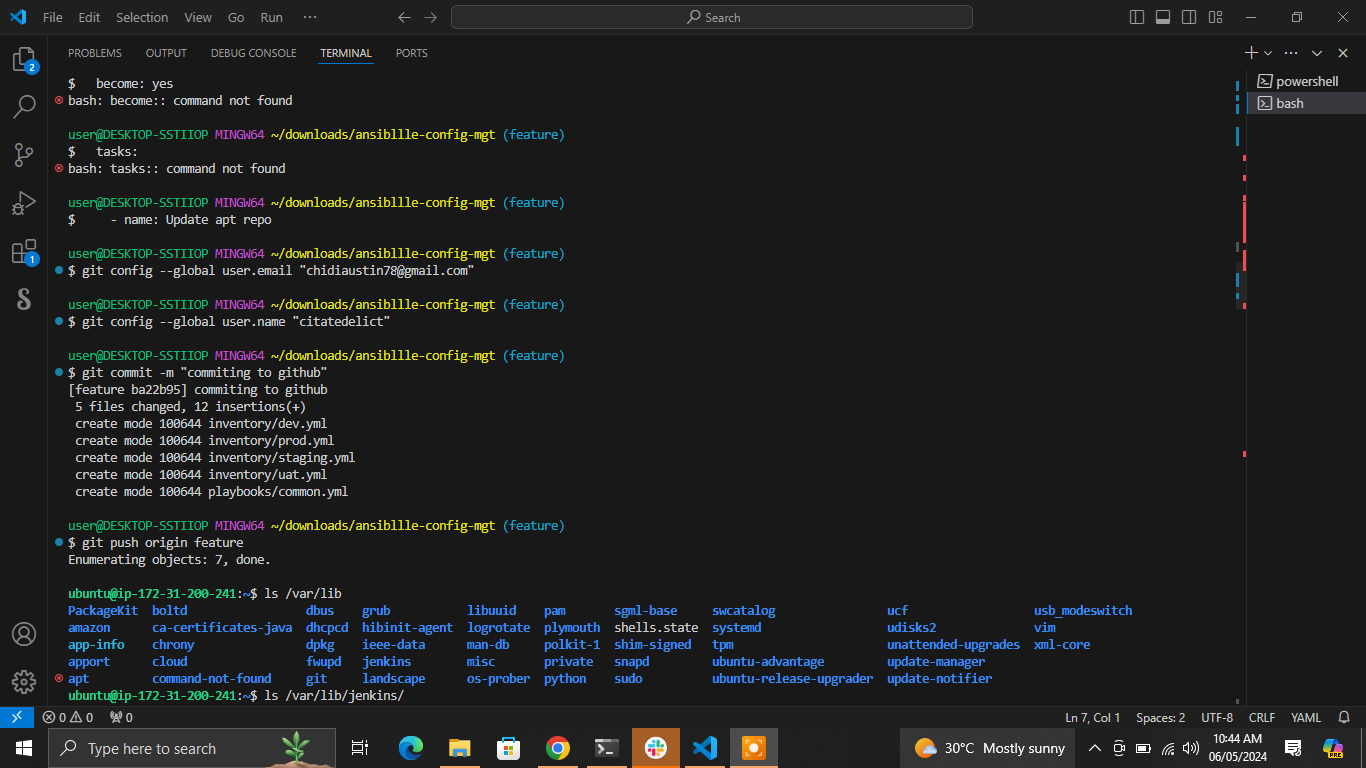 File Edit Selection View Go Run ··· Search
PROBLEMS OUTPUT DEBUG CONSOLE TERMINAL PORTS
2
1
powershell
bash
$   become: yes
bash: become:: command not found
user@DESKTOP-SSTIIOP MINGW64 ~/downloads/ansibllle-config-mgt (feature)
$   tasks:
bash: tasks:: command not found
user@DESKTOP-SSTIIOP MINGW64 ~/downloads/ansibllle-config-mgt (feature)
$     - name: Update apt repo
user@DESKTOP-SSTIIOP MINGW64 ~/downloads/ansibllle-config-mgt (feature)
$ git config --global user.email "chidiaustin78@gmail.com"
user@DESKTOP-SSTIIOP MINGW64 ~/downloads/ansibllle-config-mgt (feature)
$ git config --global user.name "citatedelict"
user@DESKTOP-SSTIIOP MINGW64 ~/downloads/ansibllle-config-mgt (feature)
$ git commit -m "commiting to github"
[feature ba22b95] commiting to github
 5 files changed, 12 insertions(+)
 create mode 100644 inventory/dev.yml
 create mode 100644 inventory/prod.yml
 create mode 100644 inventory/staging.yml
 create mode 100644 inventory/uat.yml
 create mode 100644 playbooks/common.yml
user@DESKTOP-SSTIIOP MINGW64 ~/downloads/ansibllle-config-mgt (feature)
$ git push origin feature
Enumerating objects: 7, done.
ubuntu@ip-172-31-200-241:~$ ls /var/lib
PackageKit boltd dbus grub libuuid pam sgml-base swcatalog ucf usb_modeswitch
amazon ca-certificates-java dhcpcd hibinit-agent logrotate plymouth shells.state systemd udisks2 vim
app-info chrony dpkg ieee-data man-db polkit-1 shim-signed tpm unattended-upgrades xml-core
apport cloud fwupd jenkins misc private snapd ubuntu-advantage update-manager
apt command-not-found git landscape os-prober python sudo ubuntu-release-upgrader update-notifier
ubuntu@ip-172-31-200-241:~$ ls /var/lib/jenkins/
0 0 0 Ln 7, Col 1 Spaces: 2 UTF-8 CRLF YAML
Type here to search 30°C Mostly sunny 10:44 AM
06/05/2024
PRE